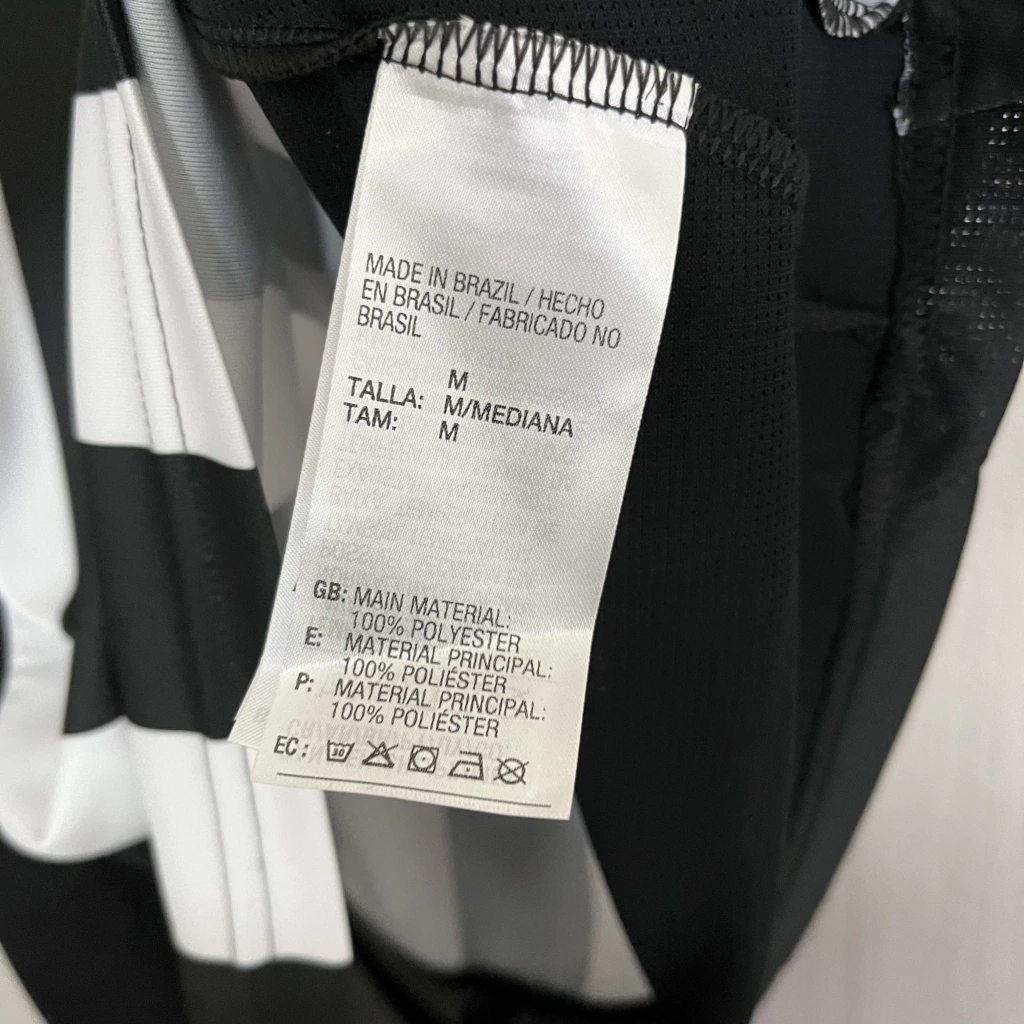 MADE IN BRAZIL / HECHO
EN BRASIL / FABRICADO NO
BRASIL
M
TALLA: M/MEDIANA
TAM: M
GB: MAIN MATERIAL:
100% POLYESTER
E: MATERIAL PRINCIPAL:
100% POLIÉSTER
P: MATERIAL PRINCIPAL:
100% POLIÉSTER
EC: 30